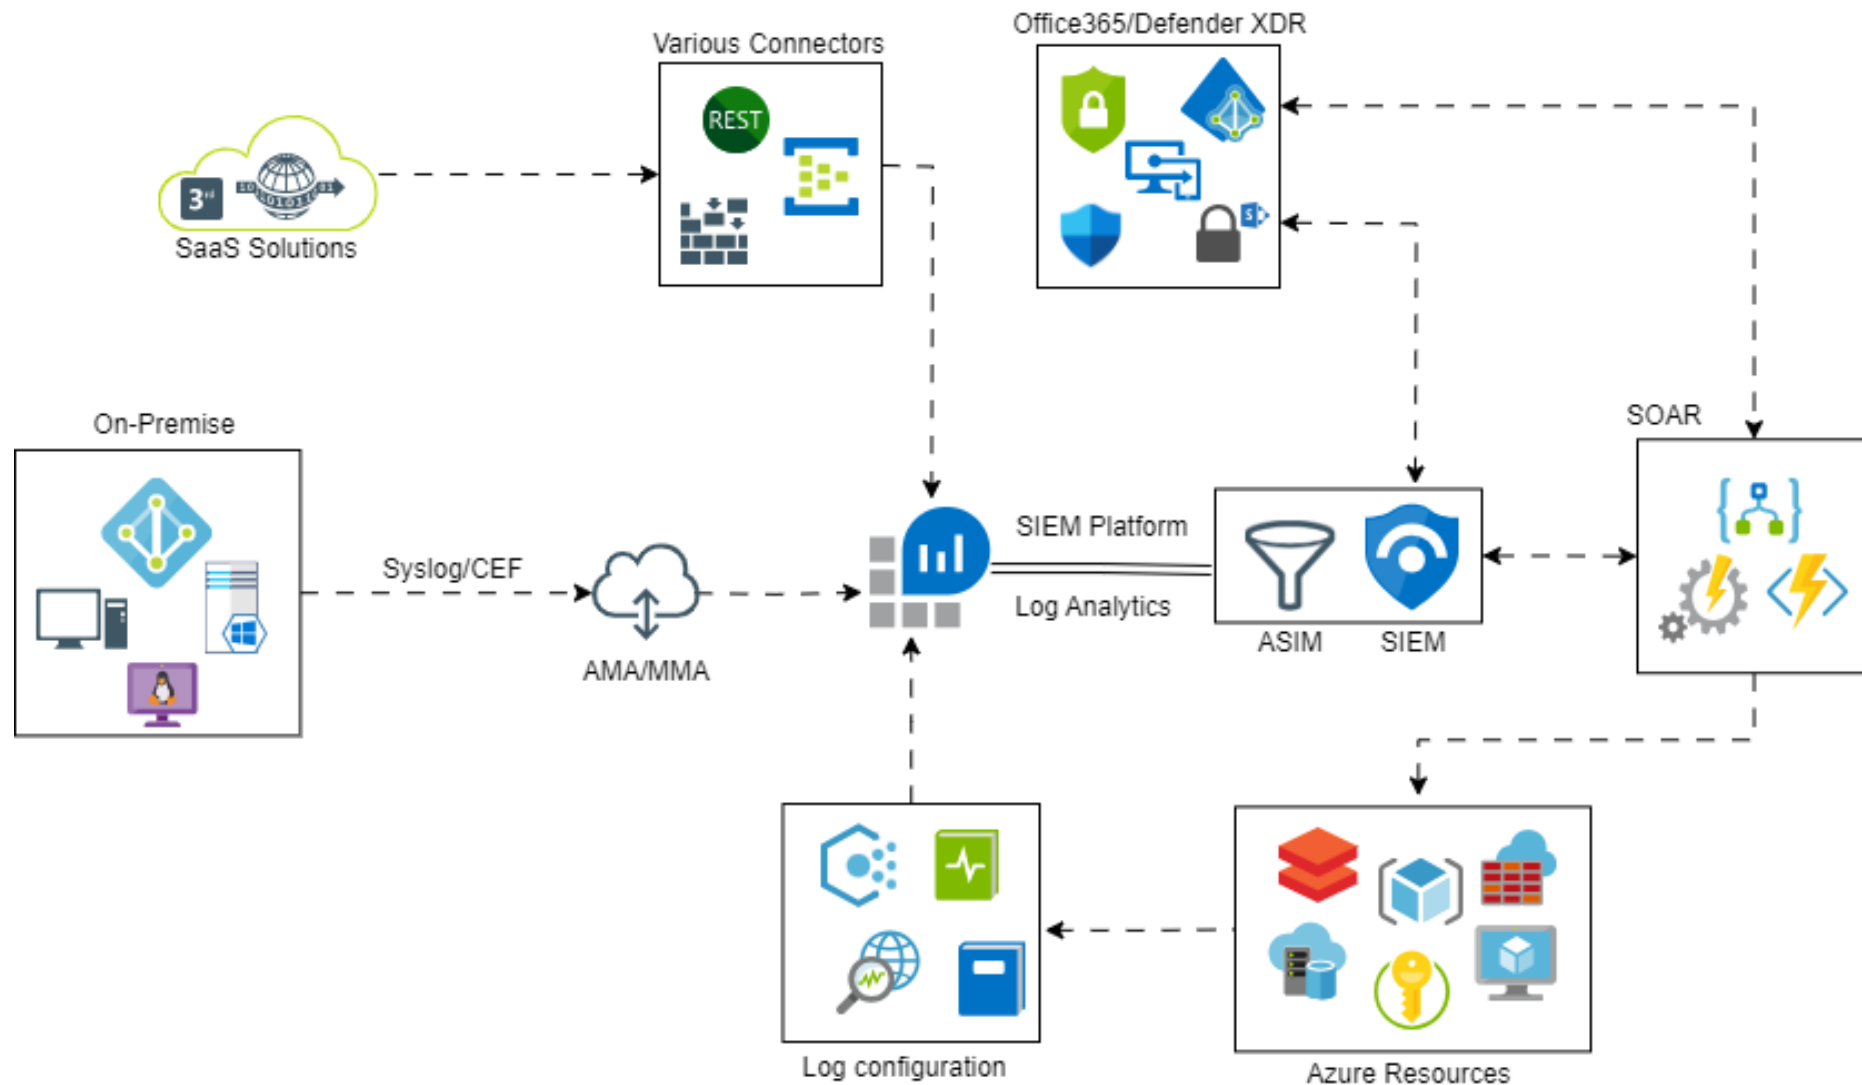 Office365/Defender XDR
Various Connectors
REST
3rd
SaaS Solutions
S
On-Premise
SOAR
SIEM Platform
Syslog/CEF
Log Analytics
ASIM
SIEM
AMA/MMA
Log configuration
Azure Resources